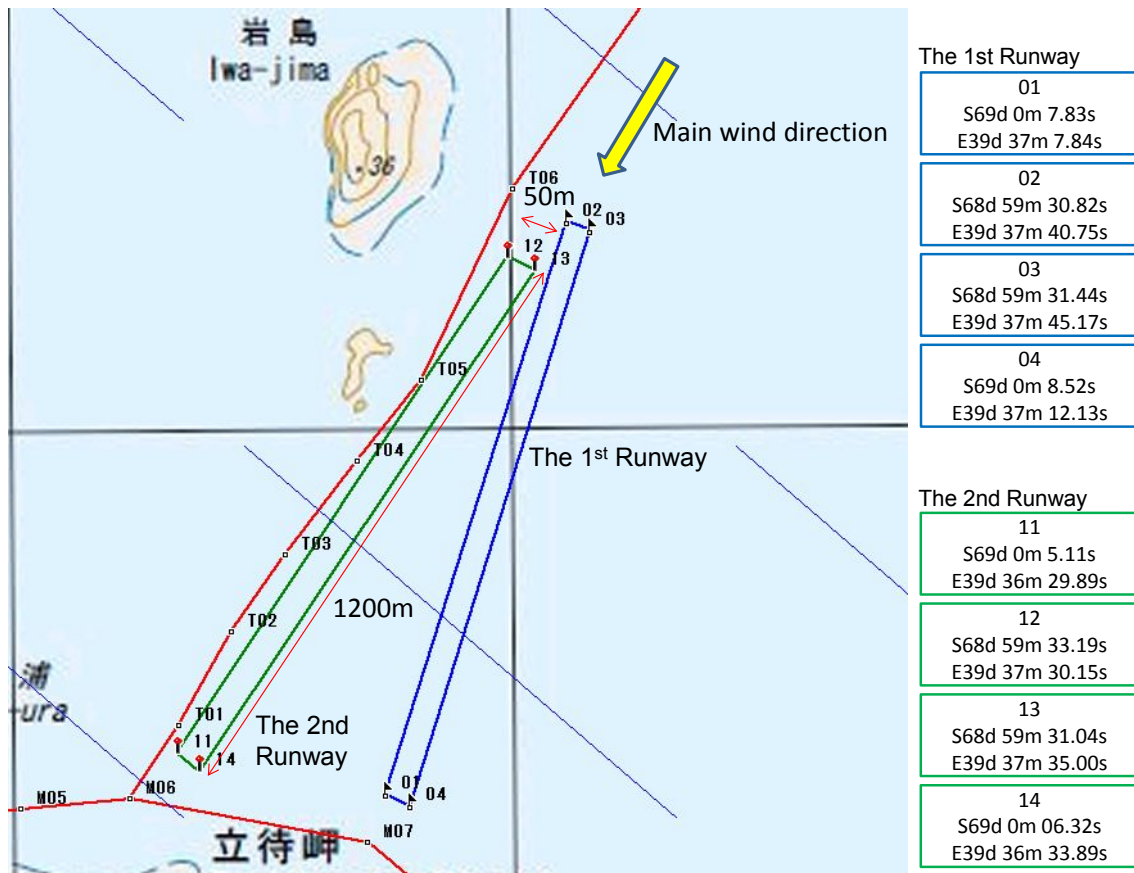 岩島
Iwa-jima
36
Main wind direction
T06
50m
02
03
12
13
T05
T04
The 1st Runway
T03
1200m
T02
浦
-ura
T01
The 2nd
Runway
11
14
M05
M06
01
04
M07
立待岬
The 1st Runway
01
S69d 0m 7.83s
E39d 37m 7.84s
02
S68d 59m 30.82s
E39d 37m 40.75s
03
S68d 59m 31.44s
E39d 37m 45.17s
04
S69d 0m 8.52s
E39d 37m 12.13s
The 2nd Runway
11
S69d 0m 5.11s
E39d 36m 29.89s
12
S68d 59m 33.19s
E39d 37m 30.15s
13
S68d 59m 31.04s
E39d 37m 35.00s
14
S69d 0m 06.32s
E39d 36m 33.89s